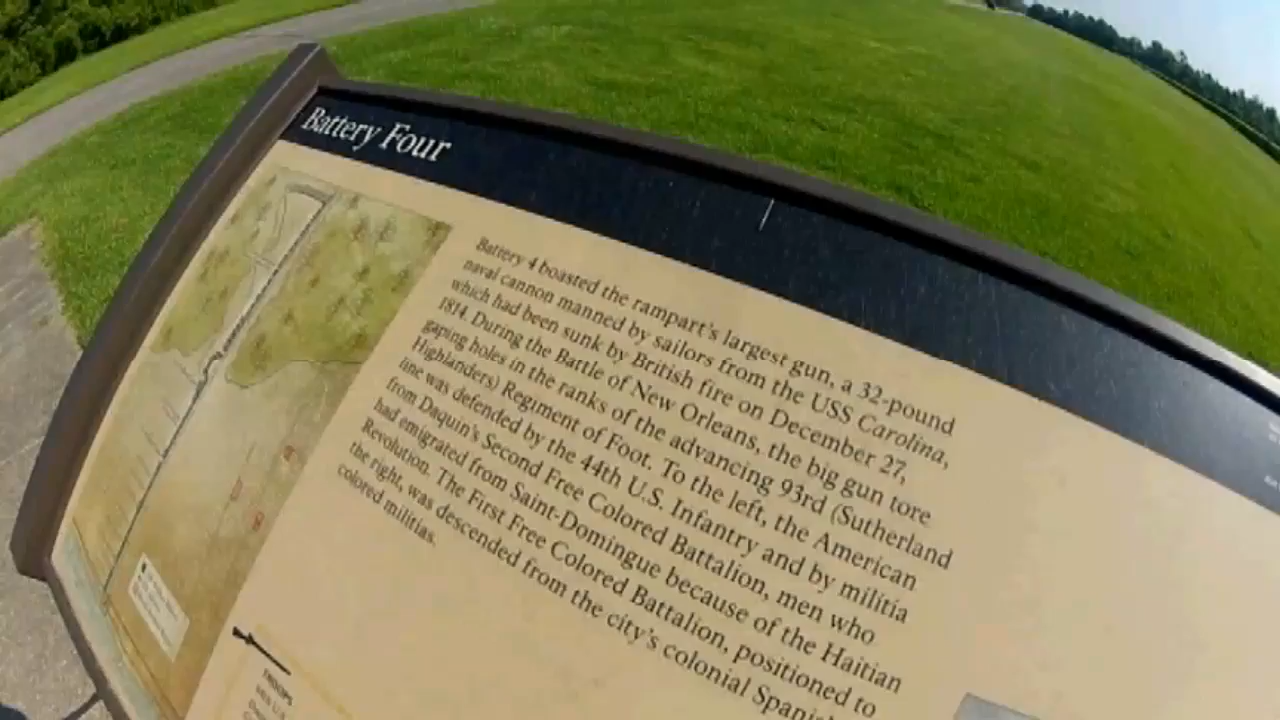 Battery Four
Battery 4 boasted the rampart's largest gun, a 32-pound
naval cannon manned by sailors from the USS Carolina,
which had been sunk by British fire on December 27,
1814. During the Battle of New Orleans, the big gun tore
gaping holes in the ranks of the advancing 93rd (Sutherland
Highlanders) Regiment of Foot. To the left, the American
line was defended by the 44th U.S. Infantry and by militia
from Daquin's Second Free Colored Battalion, men who
had emigrated from Saint-Domingue because of the Haitian
Revolution. The First Free Colored Battalion, positioned to
the right, was descended from the city's colonial Spanish
colored militias.
TROOPS